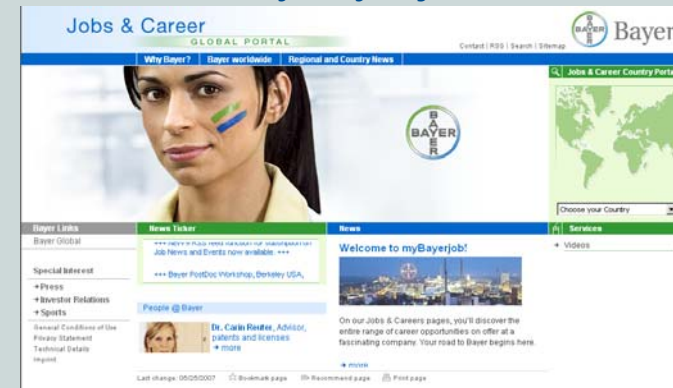 Jobs & Career
GLOBAL PORTAL
Contact | RSS | Search | Sitemap
BAYER
BAYER
Bayer
Why Bayer? | Bayer worldwide | Regional and Country News
Jobs & Career Country Porta
BAYER
BAYER
Choose your Country
Bayer Links
Bayer Global
Special Interest
Press
Investor Relations
Sports
General Conditions of Use
Privacy Statement
Technical Details
Imprint
News Ticker
Job News and Events now available. +++
+++ Bayer PostDoc Workshop, Berkeley USA,
People @ Bayer
Dr. Carin Reuter, Advisor,
patents and licenses
more
News
Welcome to myBayerjob!
On our Jobs & Careers pages, you'll discover the
entire range of career opportunities on offer at a
fascinating company. Your road to Bayer begins here.
more
Services
Videos
Last change: 05/25/2007 Bookmark page Recommend page Print page